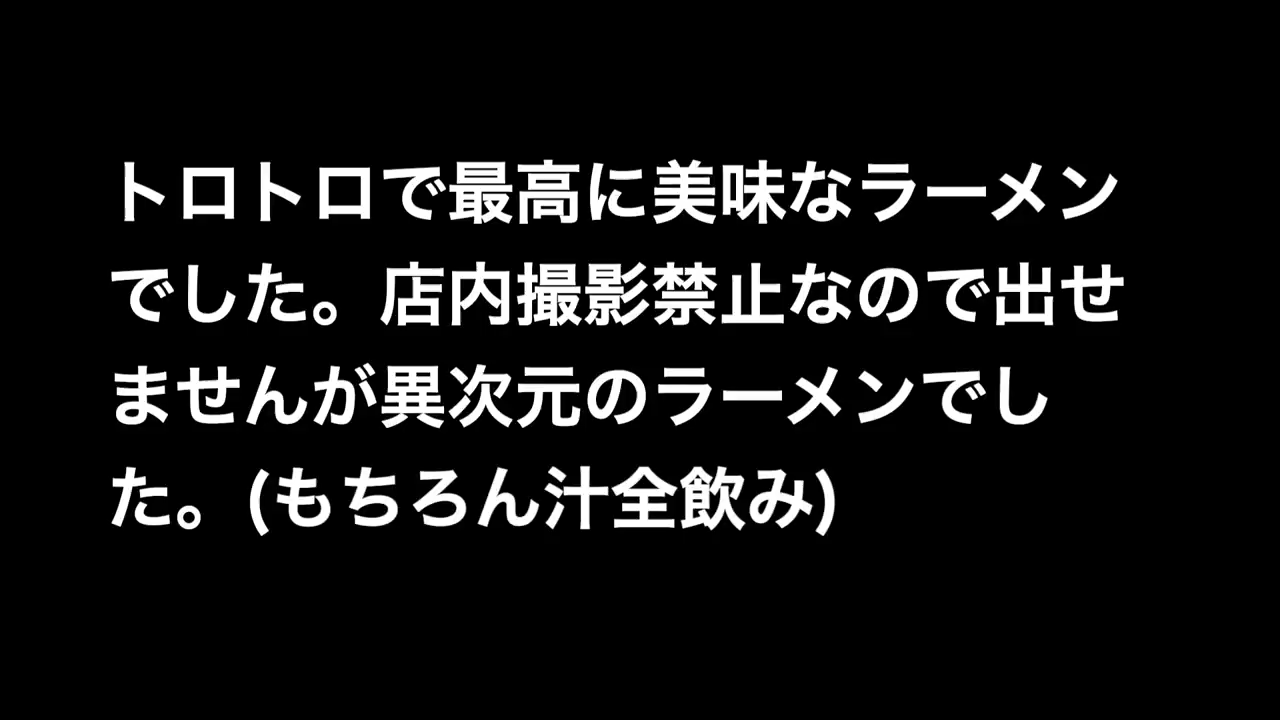 トロトロで最高に美味なラーメン
でした。店内撮影禁止なので出せ
ませんが異次元のラーメンでし
た。(もちろん汁全飲み)